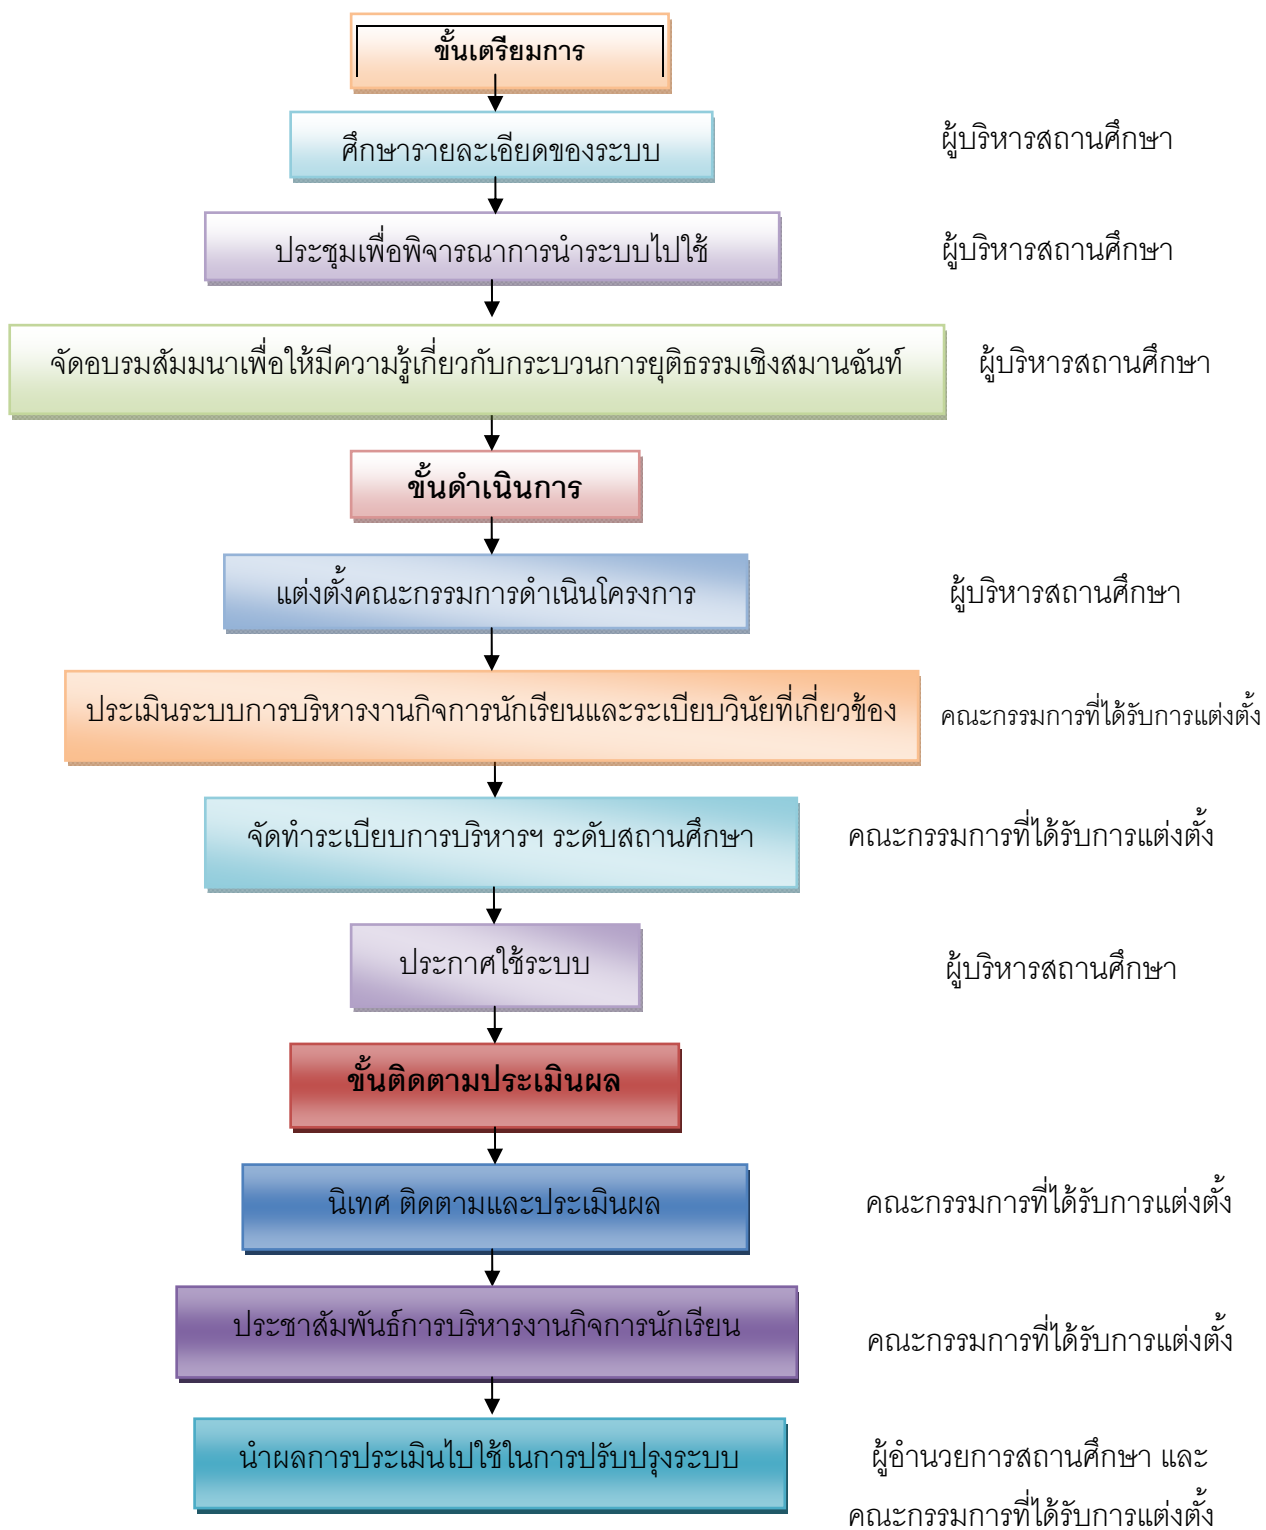 ขั้นเตรียมการ
ศึกษารายละเอียดของระบบ
ผู้บริหารสถานศึกษา
ประชุมเพื่อพิจารณาการนำระบบไปใช้
ผู้บริหารสถานศึกษา
จัดอบรมสัมมนาเพื่อให้มีความรู้เกี่ยวกับกระบวนการยุติธรรมเชิงสมานฉันท์
ผู้บริหารสถานศึกษา
ขั้นดำเนินการ
แต่งตั้งคณะกรรมการดำเนินโครงการ
ผู้บริหารสถานศึกษา
ประเมินระบบการบริหารงานกิจการนักเรียนและระเบียบวินัยที่เกี่ยวข้อง
คณะกรรมการที่ได้รับการแต่งตั้ง
จัดทำระเบียบการบริหารฯ ระดับสถานศึกษา
คณะกรรมการที่ได้รับการแต่งตั้ง
ประกาศใช้ระบบ
ผู้บริหารสถานศึกษา
ขั้นติดตามประเมินผล
นิเทศ ติดตามและประเมินผล
คณะกรรมการที่ได้รับการแต่งตั้ง
ประชาสัมพันธ์การบริหารงานกิจการนักเรียน
คณะกรรมการที่ได้รับการแต่งตั้ง
นำผลการประเมินไปใช้ในการปรับปรุงระบบ
ผู้อำนวยการสถานศึกษา และ
คณะกรรมการที่ได้รับการแต่งตั้ง